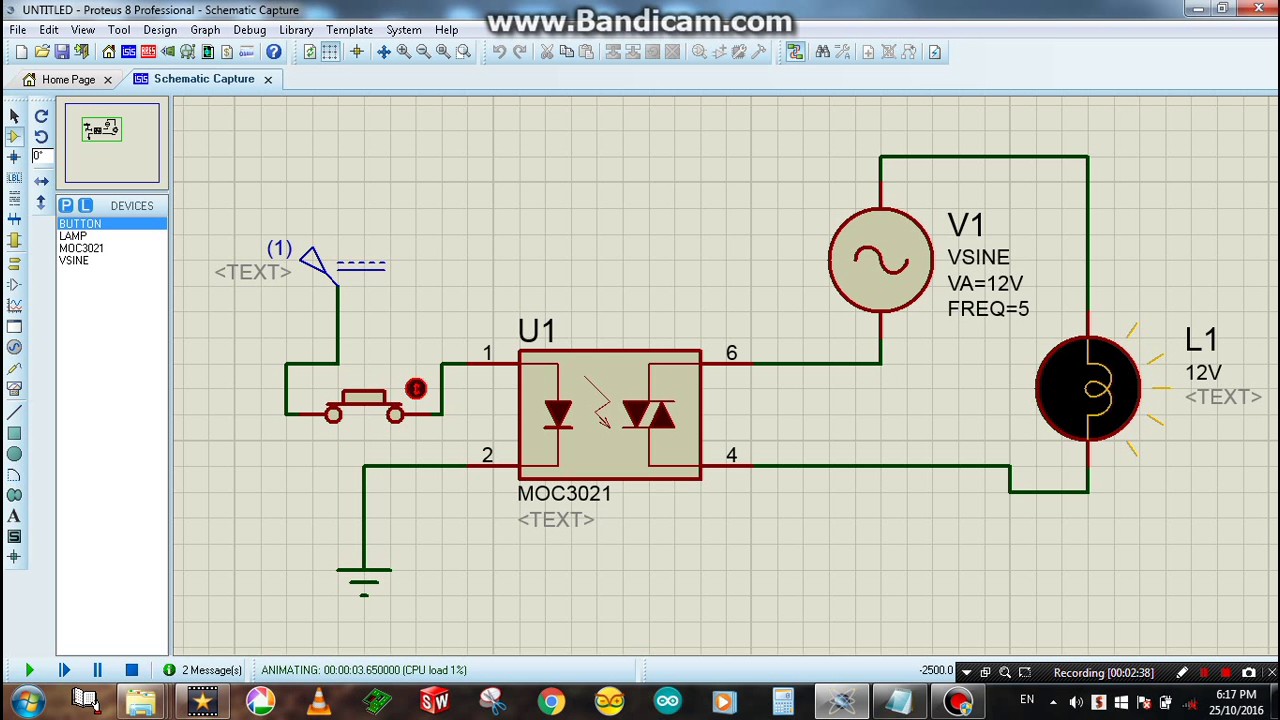 UNTITLED - Proteus 8 Professional - Schematic Capture
www.Bandicam.com
File Edit View Tool Design Graph Debug Library Template System Help
Home Page
Schematic Capture
0°
P L DEVICES
BUTTON
LAMP
MOC3021
VSINE
LBL
(1)
<TEXT>
V1
VSINE
VA=12V
FREQ=5
U1
1
6
2
4
MOC3021
<TEXT>
L1
12V
<TEXT>
2 Message(s)
ANIMATING: 00:00:03.650000 (CPU load 1%)
-2500.0
Recording [00:02:38]
EN
6:17 PM
25/10/2016